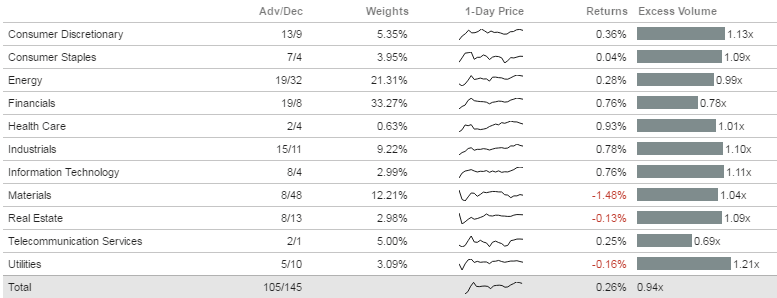 Adv/Dec Weights 1-Day Price Returns Excess Volume
Consumer Discretionary 13/9 5.35% 0.36% 1.13x
Consumer Staples 7/4 3.95% 0.04% 1.09x
Energy 19/32 21.31% 0.28% 0.99x
Financials 19/8 33.27% 0.76% 0.78x
Health Care 2/4 0.63% 0.93% 1.01x
Industrials 15/11 9.22% 0.78% 1.10x
Information Technology 8/4 2.99% 0.76% 1.11x
Materials 8/48 12.21% -1.48% 1.04x
Real Estate 8/13 2.98% -0.13% 1.09x
Telecommunication Services 2/1 5.00% 0.25% 0.69x
Utilities 5/10 3.09% -0.16% 1.21x
Total 105/145 0.26% 0.94x